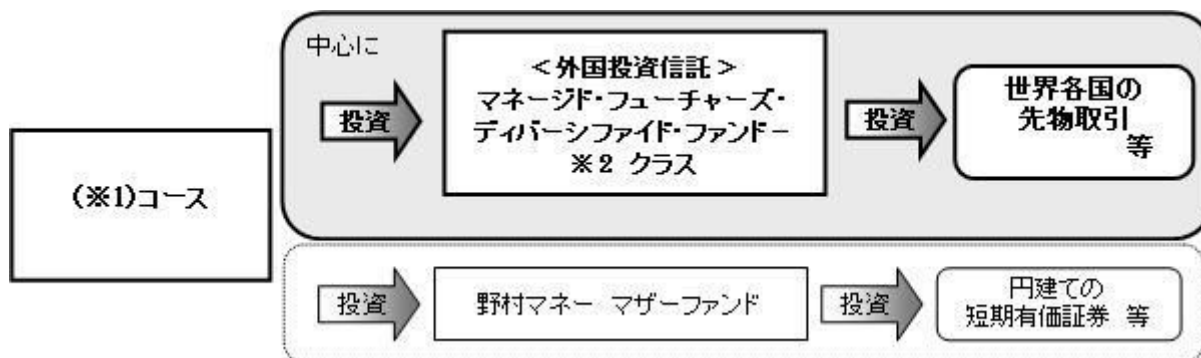 (※1)コース
中心に
投資
＜外国投資信託＞
マネージド・フューチャーズ・
ディバーシファイド・ファンド－
※2 クラス
投資
世界各国の
先物取引
等
投資
野村マネー マザーファンド
投資
円建ての
短期有価証券 等